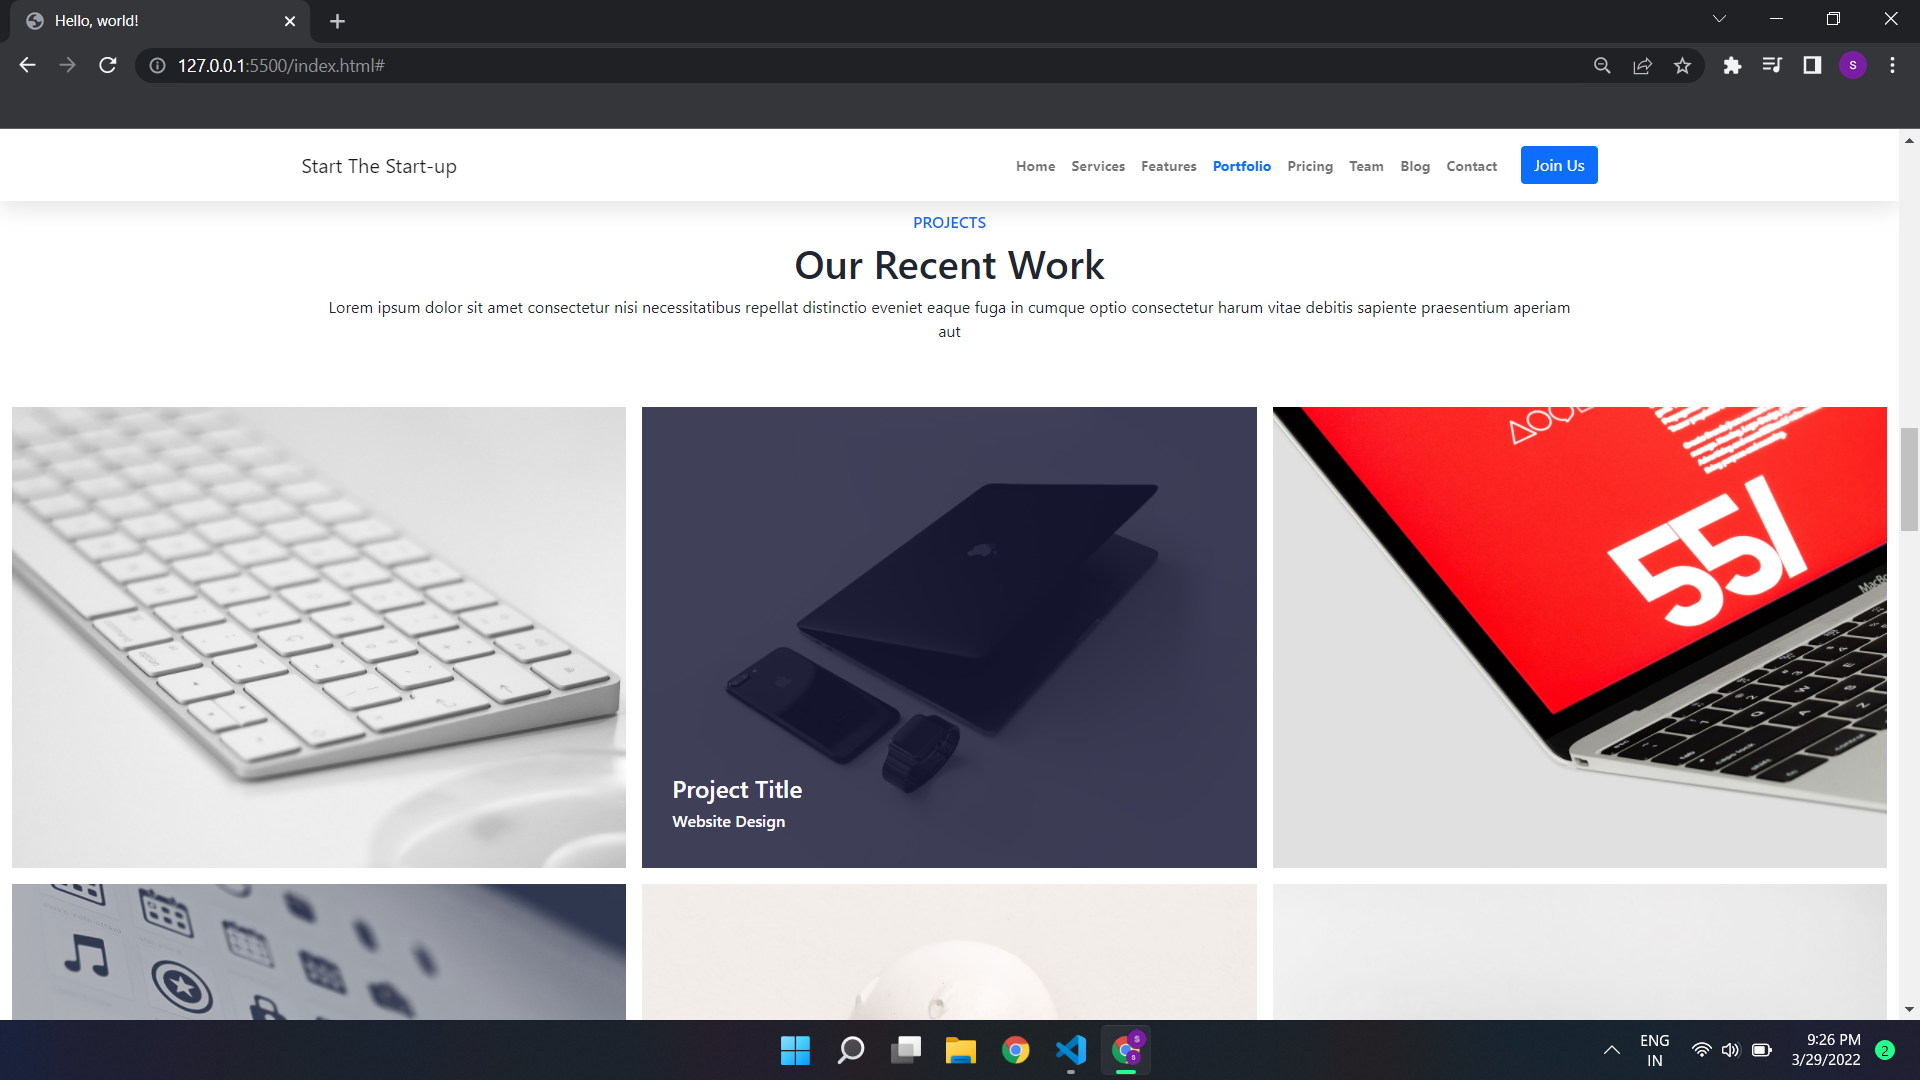 Hello, world!
127.0.0.1:5500/index.html#
S
Start The Start-up
Home Services Features Portfolio Pricing Team Blog Contact Join Us
PROJECTS
Our Recent Work
Lorem ipsum dolor sit amet consectetur nisi necessitatibus repellat distinctio eveniet eaque fuga in cumque optio consectetur harum vitae debitis sapiente praesentium aperiam
aut
55/
option
Project Title
Website Design
ENG
IN
9:26 PM
3/29/2022
2